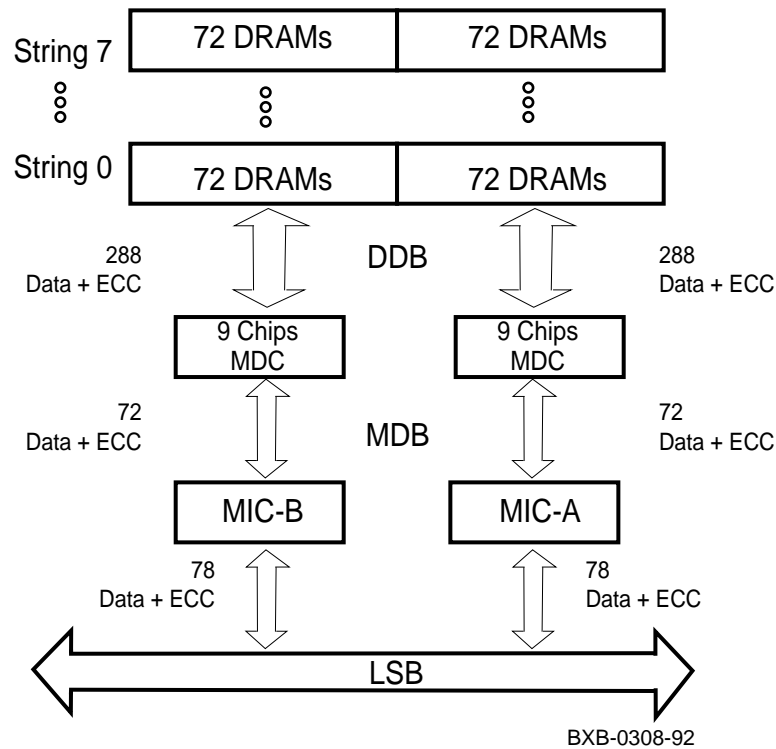 String 7
72 DRAMs
72 DRAMs
String 0
72 DRAMs
72 DRAMs
288
Data + ECC
DDB
288
Data + ECC
9 Chips
MDC
9 Chips
MDC
72
Data + ECC
MDB
72
Data + ECC
MIC-B
MIC-A
78
Data + ECC
78
Data + ECC
LSB
BXB-0308-92